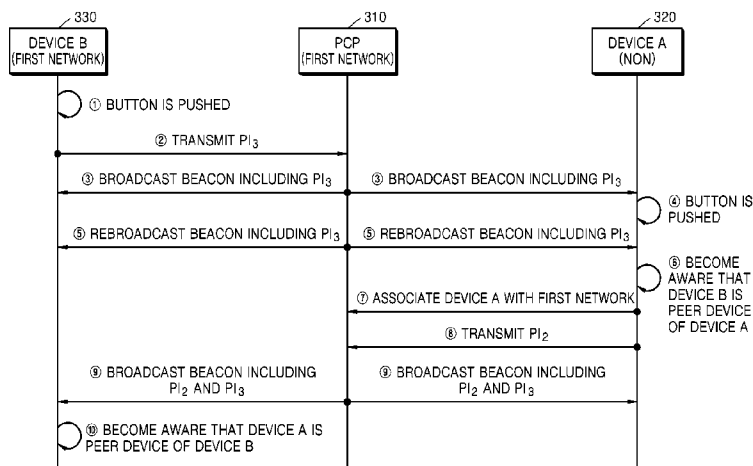 330
310
320
DEVICE B
(FIRST NETWORK)
PCP
(FIRST NETWORK)
DEVICE A
(NON)
① BUTTON IS PUSHED
② TRANSMIT PI3
③ BROADCAST BEACON INCLUDING PI3
③ BROADCAST BEACON INCLUDING PI3
④ BUTTON IS
PUSHED
⑤ REBROADCAST BEACON INCLUDING PI3
⑤ REBROADCAST BEACON INCLUDING PI3
⑥ BECOME
AWARE THAT
DEVICE B IS
PEER DEVICE
OF DEVICE A
⑦ ASSOCIATE DEVICE A WITH FIRST NETWORK
⑧ TRANSMIT PI2
⑨ BROADCAST BEACON INCLUDING
PI2 AND PI3
⑨ BROADCAST BEACON INCLUDING
PI2 AND PI3
⑩ BECOME AWARE THAT DEVICE A IS
PEER DEVICE OF DEVICE B